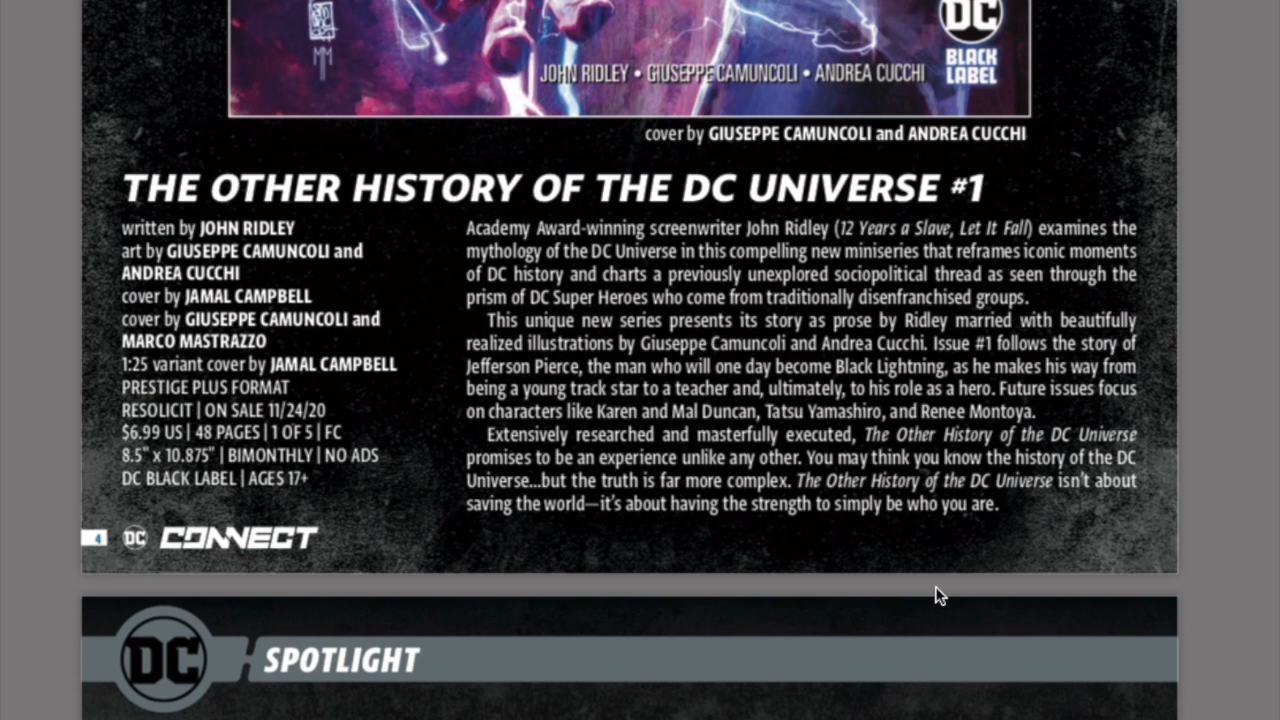 DC
BLACK
LABEL
JOHN RIDLEY • GIUSEPPE CAMUNCOLI • ANDREA CUCCHI
cover by GIUSEPPE CAMUNCOLI and ANDREA CUCCHI
THE OTHER HISTORY OF THE DC UNIVERSE #1
written by JOHN RIDLEY
art by GIUSEPPE CAMUNCOLI and
ANDREA CUCCHI
cover by JAMAL CAMPBELL
cover by GIUSEPPE CAMUNCOLI and
MARCO MASTRAZZO
1:25 variant cover by JAMAL CAMPBELL
PRESTIGE PLUS FORMAT
RESOLICIT | ON SALE 11/24/20
$6.99 US | 48 PAGES | 1 OF 5 | FC
8.5" x 10.875" | BIMONTHLY | NO ADS
DC BLACK LABEL | AGES 17+
Academy Award-winning screenwriter John Ridley (12 Years a Slave, Let It Fall) examines the
mythology of the DC Universe in this compelling new miniseries that reframes iconic moments
of DC history and charts a previously unexplored sociopolitical thread as seen through the
prism of DC Super Heroes who come from traditionally disenfranchised groups.
This unique new series presents its story as prose by Ridley married with beautifully
realized illustrations by Giuseppe Camuncoli and Andrea Cucchi. Issue #1 follows the story of
Jefferson Pierce, the man who will one day become Black Lightning, as he makes his way from
being a young track star to a teacher and, ultimately, to his role as a hero. Future issues focus
on characters like Karen and Mal Duncan, Tatsu Yamashiro, and Renee Montoya.
Extensively researched and masterfully executed, The Other History of the DC Universe
promises to be an experience unlike any other. You may think you know the history of the DC
Universe...but the truth is far more complex. The Other History of the DC Universe isn't about
saving the world—it's about having the strength to simply be who you are.
4 DC CONNECT
DC SPOTLIGHT